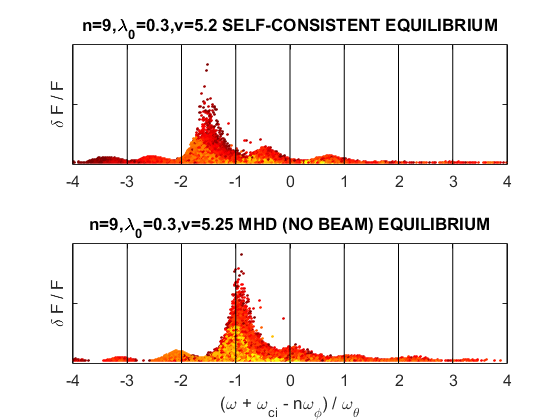 n=9,λ0=0.3,v=5.2 SELF-CONSISTENT EQUILIBRIUM
δ F / F
-4 -3 -2 -1 0 1 2 3 4
n=9,λ0=0.3,v=5.25 MHD (NO BEAM) EQUILIBRIUM
δ F / F
-4 -3 -2 -1 0 1 2 3 4
(ω + ωci - nωϕ) / ωθ